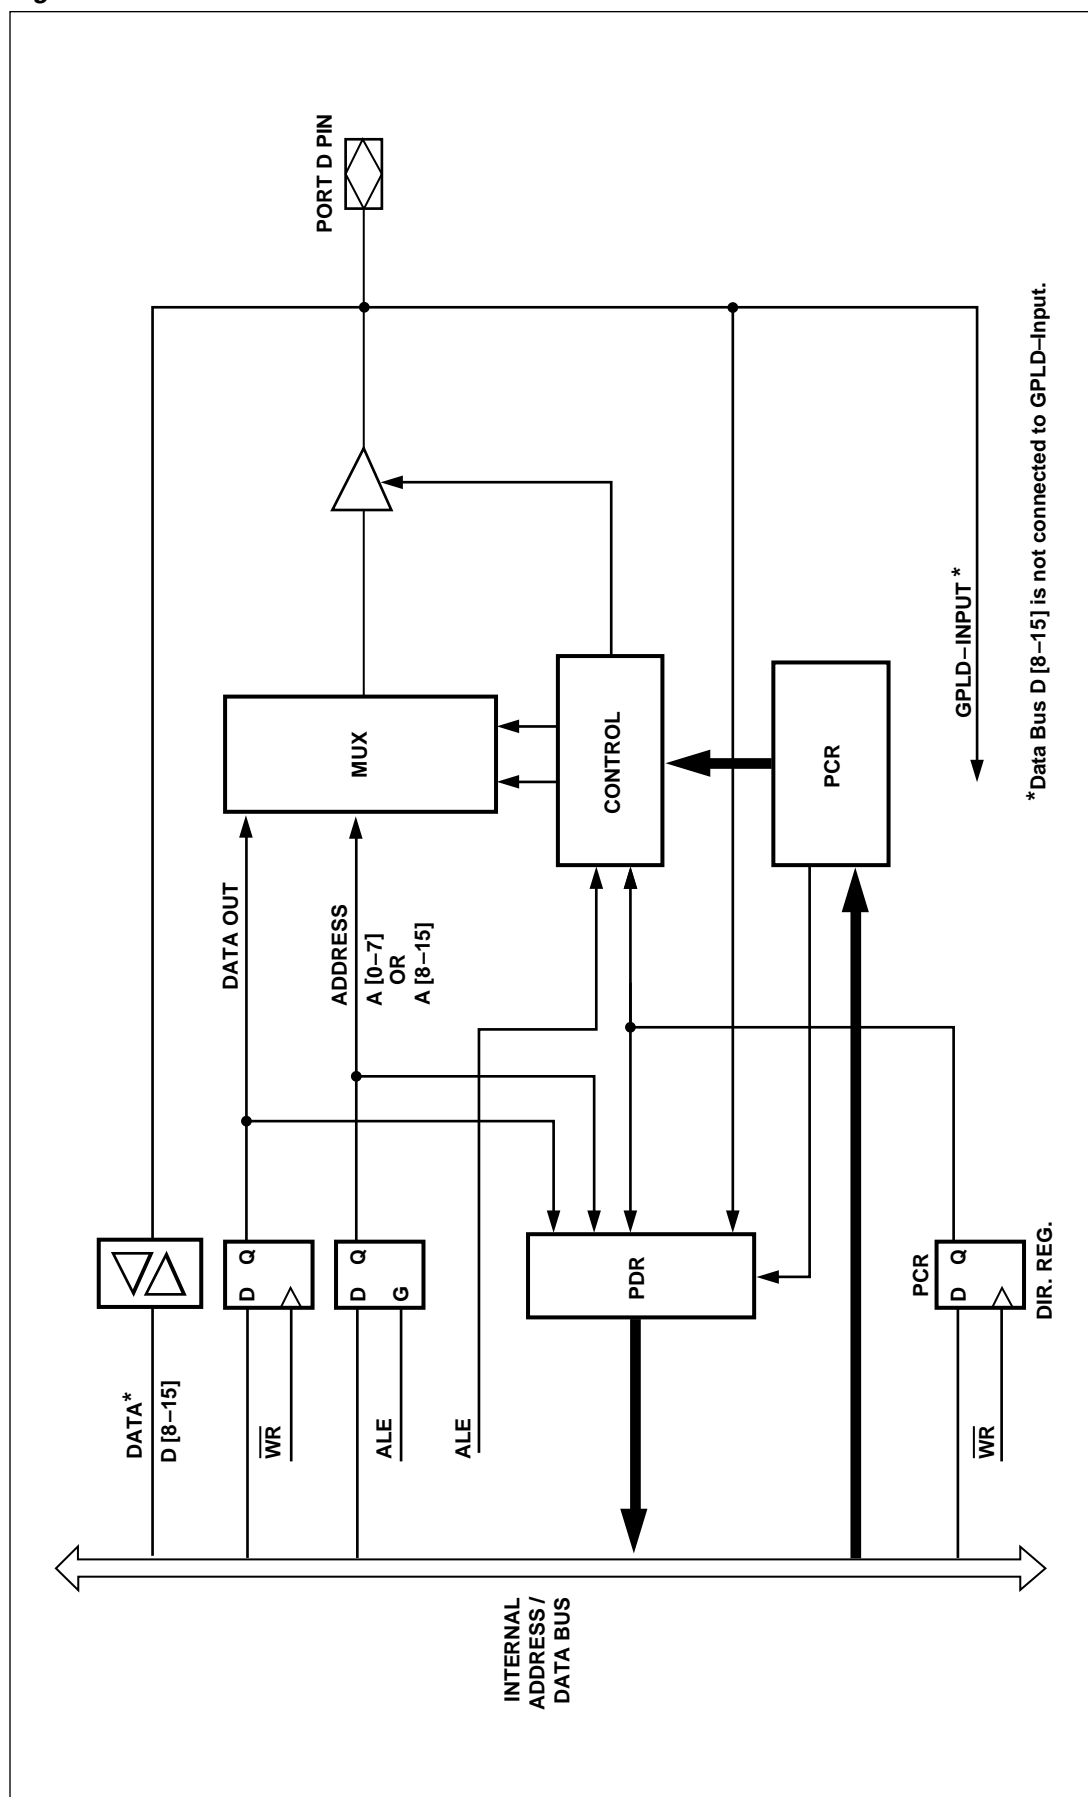 INTERNAL
ADDRESS/
DATA BUS
DATA*
D [8–15]
WR
ALE
ALE
WR
D Q
D Q
G
PDR
PCR
D Q
DIR. REG.
DATA OUT
ADDRESS
A [0–7]
OR
A [8–15]
MUX
CONTROL
PCR
GPLD–INPUT *
PORT D PIN
*Data Bus D [8–15] is not connected to GPLD–Input.